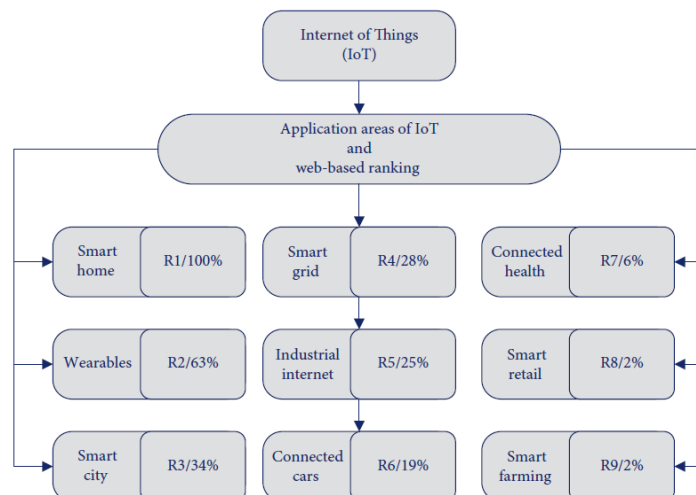 Internet of Things
(IoT)
Application areas of IoT
and
web-based ranking
Smart
home
R1/100%
Smart
grid
R4/28%
Connected
health
R7/6%
Wearables
R2/63%
Industrial
internet
R5/25%
Smart
retail
R8/2%
Smart
city
R3/34%
Connected
cars
R6/19%
Smart
farming
R9/2%